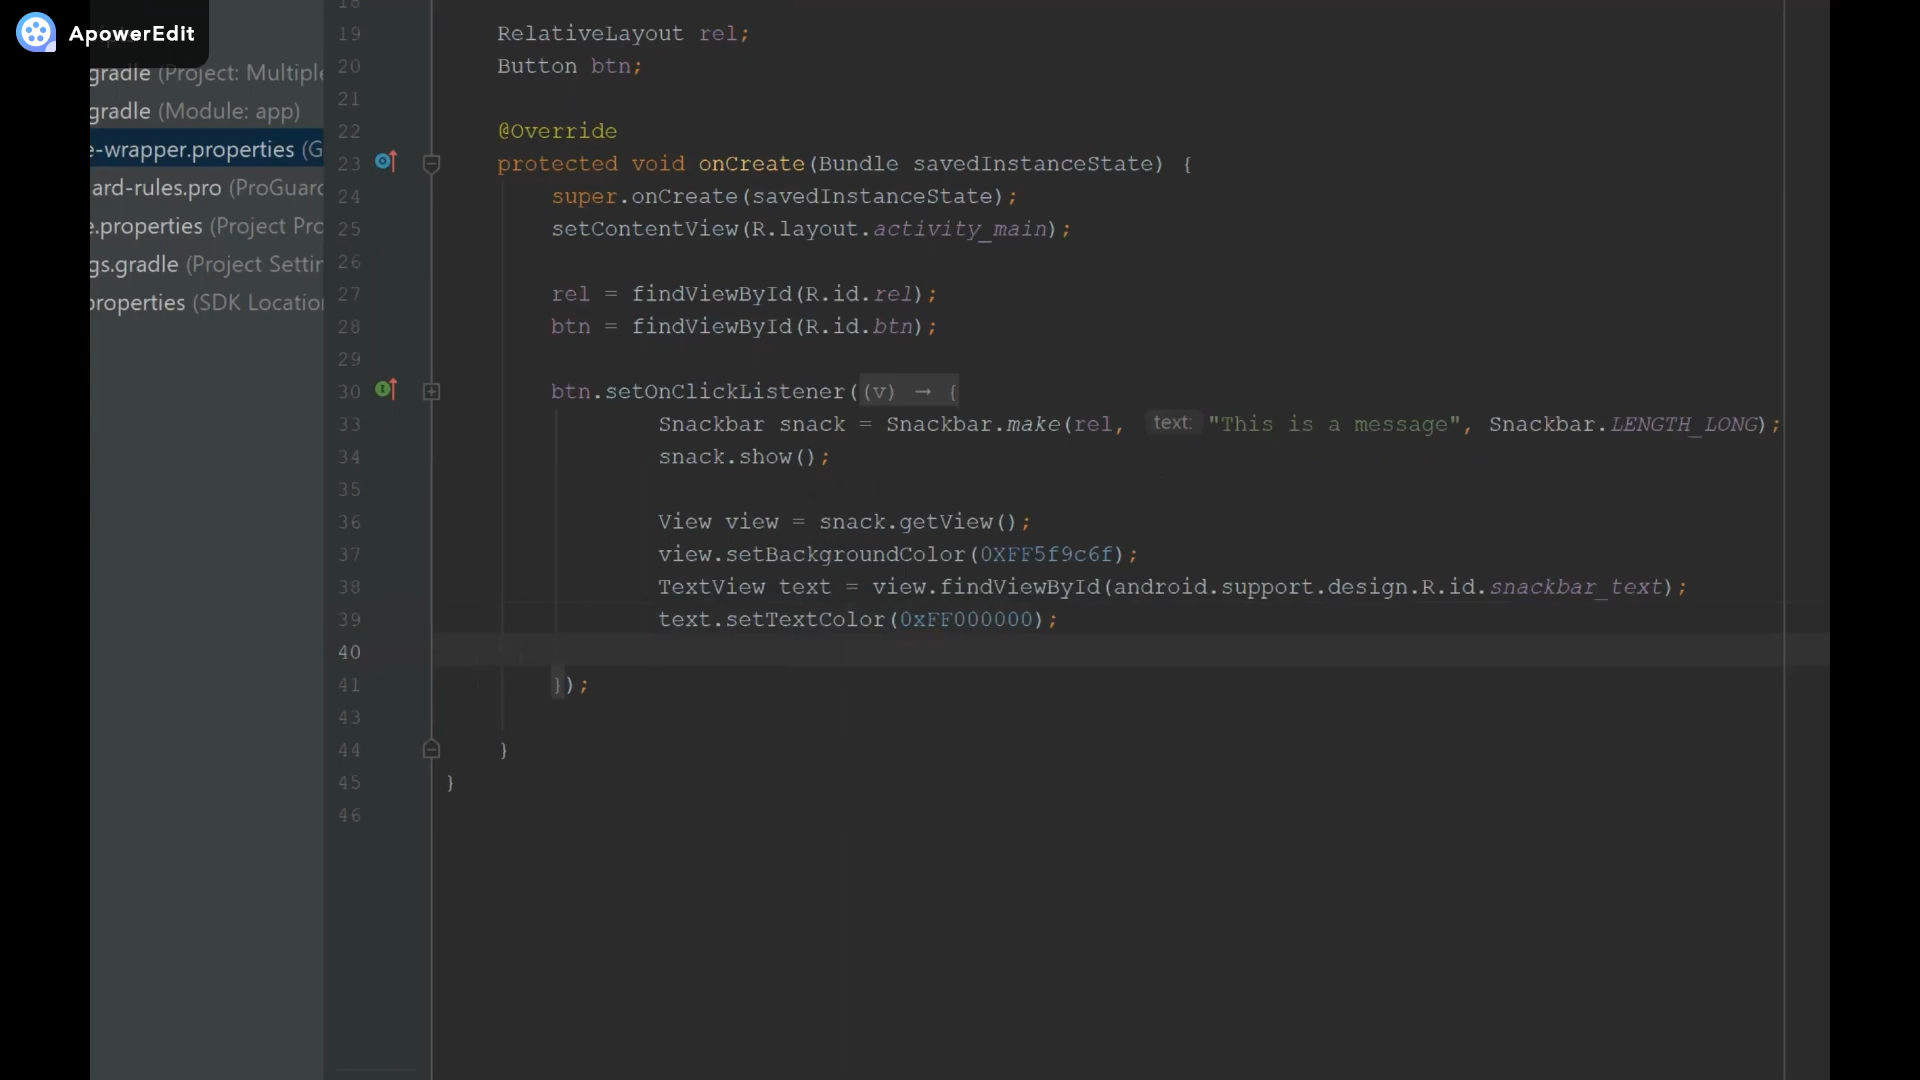 ApowerEdit
gradle (Project: Multiple
gradle (Module: app)
e-wrapper.properties (G
ard-rules.pro (ProGuard
e.properties (Project Pro
gs.gradle (Project Settin
properties (SDK Location
18
19 RelativeLayout rel;
20 Button btn;
21
22 @Override
23 protected void onCreate(Bundle savedInstanceState) {
24 super.onCreate(savedInstanceState);
25 setContentView(R.layout.activity_main);
26
27 rel = findViewById(R.id.rel);
28 btn = findViewById(R.id.btn);
29
30 btn.setOnClickListener((v) → {
33 Snackbar snack = Snackbar.make(rel, text: "This is a message", Snackbar.LENGTH_LONG);
34 snack.show();
35
36 View view = snack.getView();
37 view.setBackgroundColor(0XFF5f9c6f);
38 TextView text = view.findViewById(android.support.design.R.id.snackbar_text);
39 text.setTextColor(0xFF000000);
40
41 });
43
44 }
45 }
46